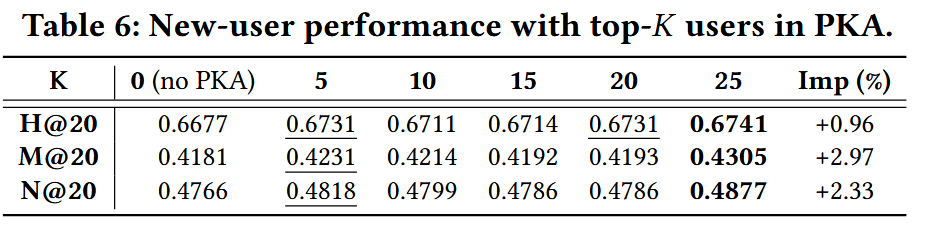 Table 6: New-user performance with top-K users in PKA.
K 0 (no PKA) 5 10 15 20 25 Imp (%)
H@20 0.6677 0.6731 0.6711 0.6714 0.6731 0.6741 +0.96
M@20 0.4181 0.4231 0.4214 0.4192 0.4193 0.4305 +2.97
N@20 0.4766 0.4818 0.4799 0.4786 0.4786 0.4877 +2.33